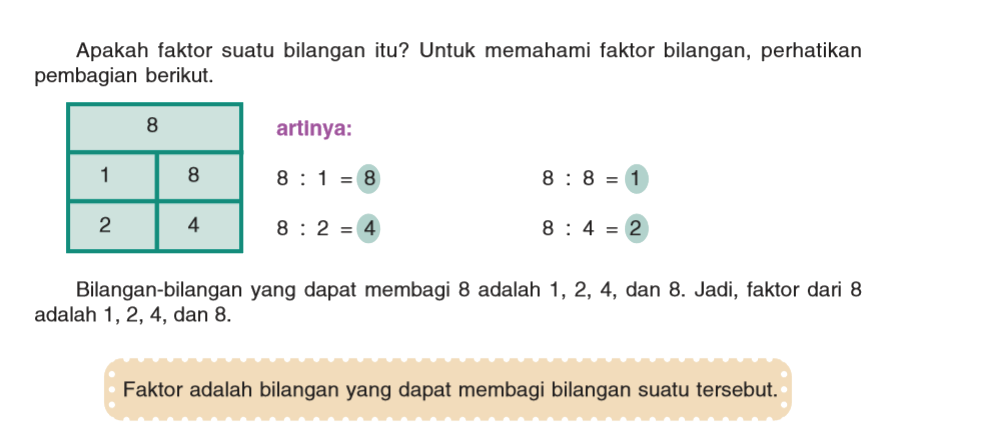 Apakah faktor suatu bilangan itu? Untuk memahami faktor bilangan, perhatikan
pembagian berikut.
8
artinya:
1 8
8 : 1 = 8 8 : 8 = 1
2 4
8 : 2 = 4 8 : 4 = 2
Bilangan-bilangan yang dapat membagi 8 adalah 1, 2, 4, dan 8. Jadi, faktor dari 8
adalah 1, 2, 4, dan 8.
Faktor adalah bilangan yang dapat membagi bilangan suatu tersebut.